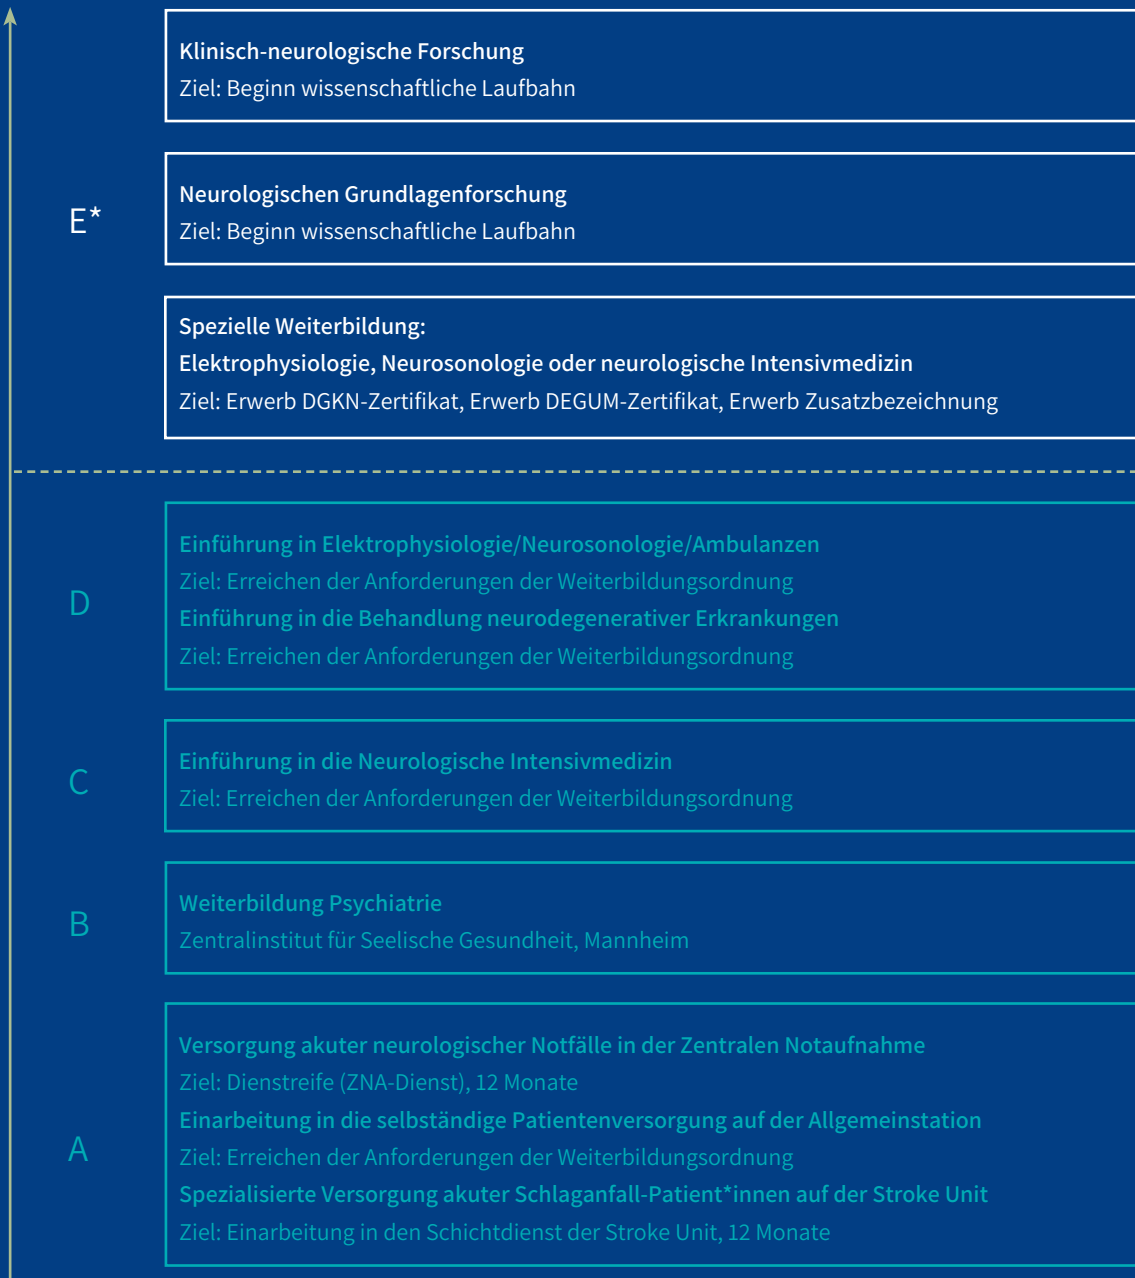 Klinisch-neurologische Forschung
Ziel: Beginn wissenschaftliche Laufbahn
E*
Neurologischen Grundlagenforschung
Ziel: Beginn wissenschaftliche Laufbahn
Spezielle Weiterbildung:
Elektrophysiologie, Neurosonologie oder neurologische Intensivmedizin
Ziel: Erwerb DGKN-Zertifikat, Erwerb DEGUM-Zertifikat, Erwerb Zusatzbezeichnung
D
Einführung in Elektrophysiologie/Neurosonologie/Ambulanzen
Ziel: Erreichen der Anforderungen der Weiterbildungsordnung
Einführung in die Behandlung neurodegenerativer Erkrankungen
Ziel: Erreichen der Anforderungen der Weiterbildungsordnung
C
Einführung in die Neurologische Intensivmedizin
Ziel: Erreichen der Anforderungen der Weiterbildungsordnung
B
Weiterbildung Psychiatrie
Zentralinstitut für Seelische Gesundheit, Mannheim
A
Versorgung akuter neurologischer Notfälle in der Zentralen Notaufnahme
Ziel: Dienstreife (ZNA-Dienst), 12 Monate
Einarbeitung in die selbständige Patientenversorgung auf der Allgemeinstation
Ziel: Erreichen der Anforderungen der Weiterbildungsordnung
Spezialisierte Versorgung akuter Schlaganfall-Patient*innen auf der Stroke Unit
Ziel: Einarbeitung in den Schichtdienst der Stroke Unit, 12 Monate